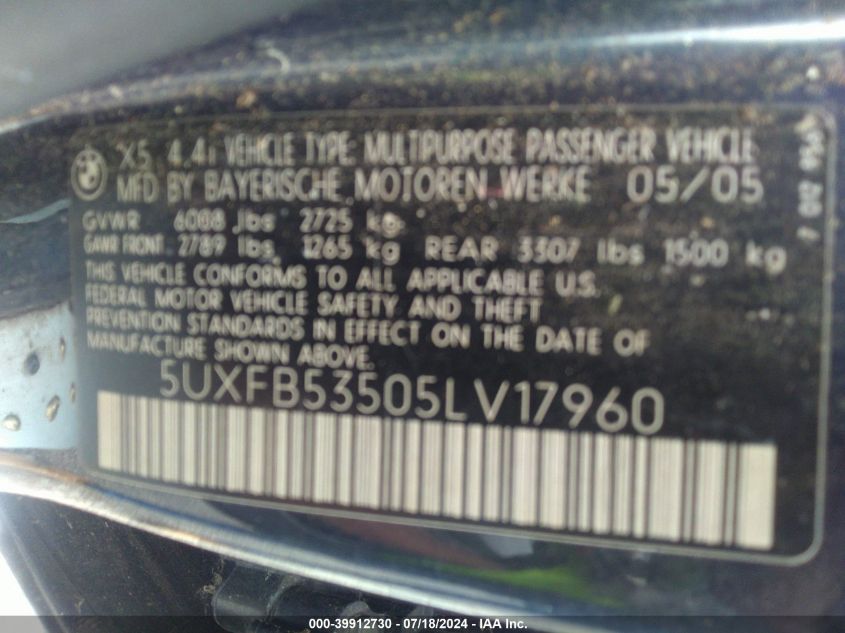 X5 4.4i VEHICLE TYPE: MULTIPURPOSE PASSENGER VEHICLE
MFD BY BAYERISCHE MOTOREN WERKE 05/05
GVWR 6008 lbs 2725 kg
GAWR FRONT: 2789 lbs. 1265 kg REAR 3307 lbs 1500 kg
THIS VEHICLE CONFORMS TO ALL APPLICABLE U.S.
FEDERAL MOTOR VEHICLE SAFETY AND THEFT
PREVENTION STANDARDS IN EFFECT ON THE DATE OF
MANUFACTURE SHOWN ABOVE.
5UXFB53505LV17960
000-39912730 - 07/18/2024 - IAA Inc.